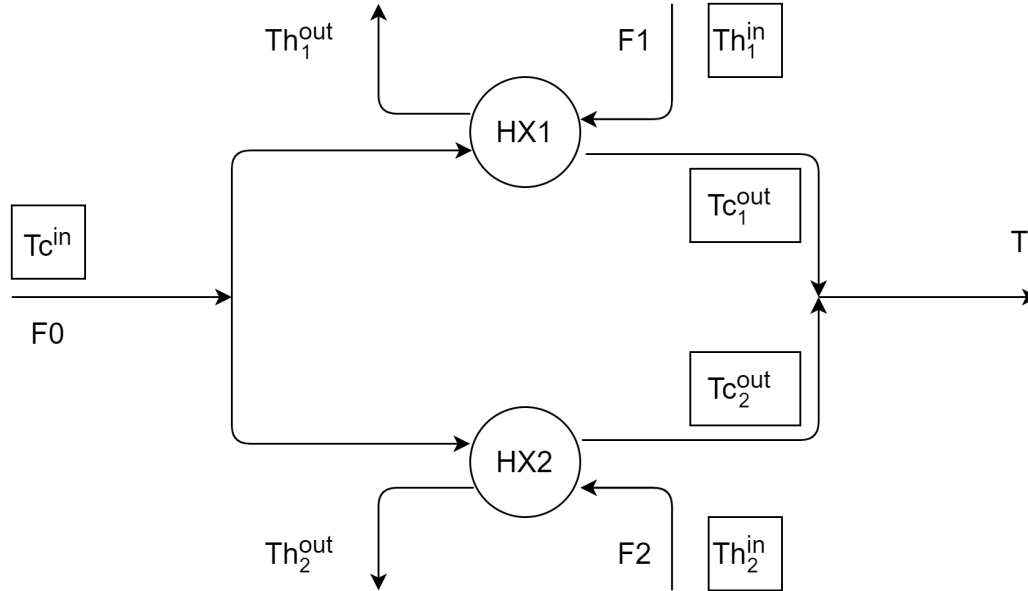 Th₁ᵒᵘᵗ
F1
Th₁ⁱⁿ
HX1
Tc₁ᵒᵘᵗ
Tcⁱⁿ
T
F0
Tc₂ᵒᵘᵗ
HX2
Th₂ᵒᵘᵗ
F2
Th₂ⁱⁿ